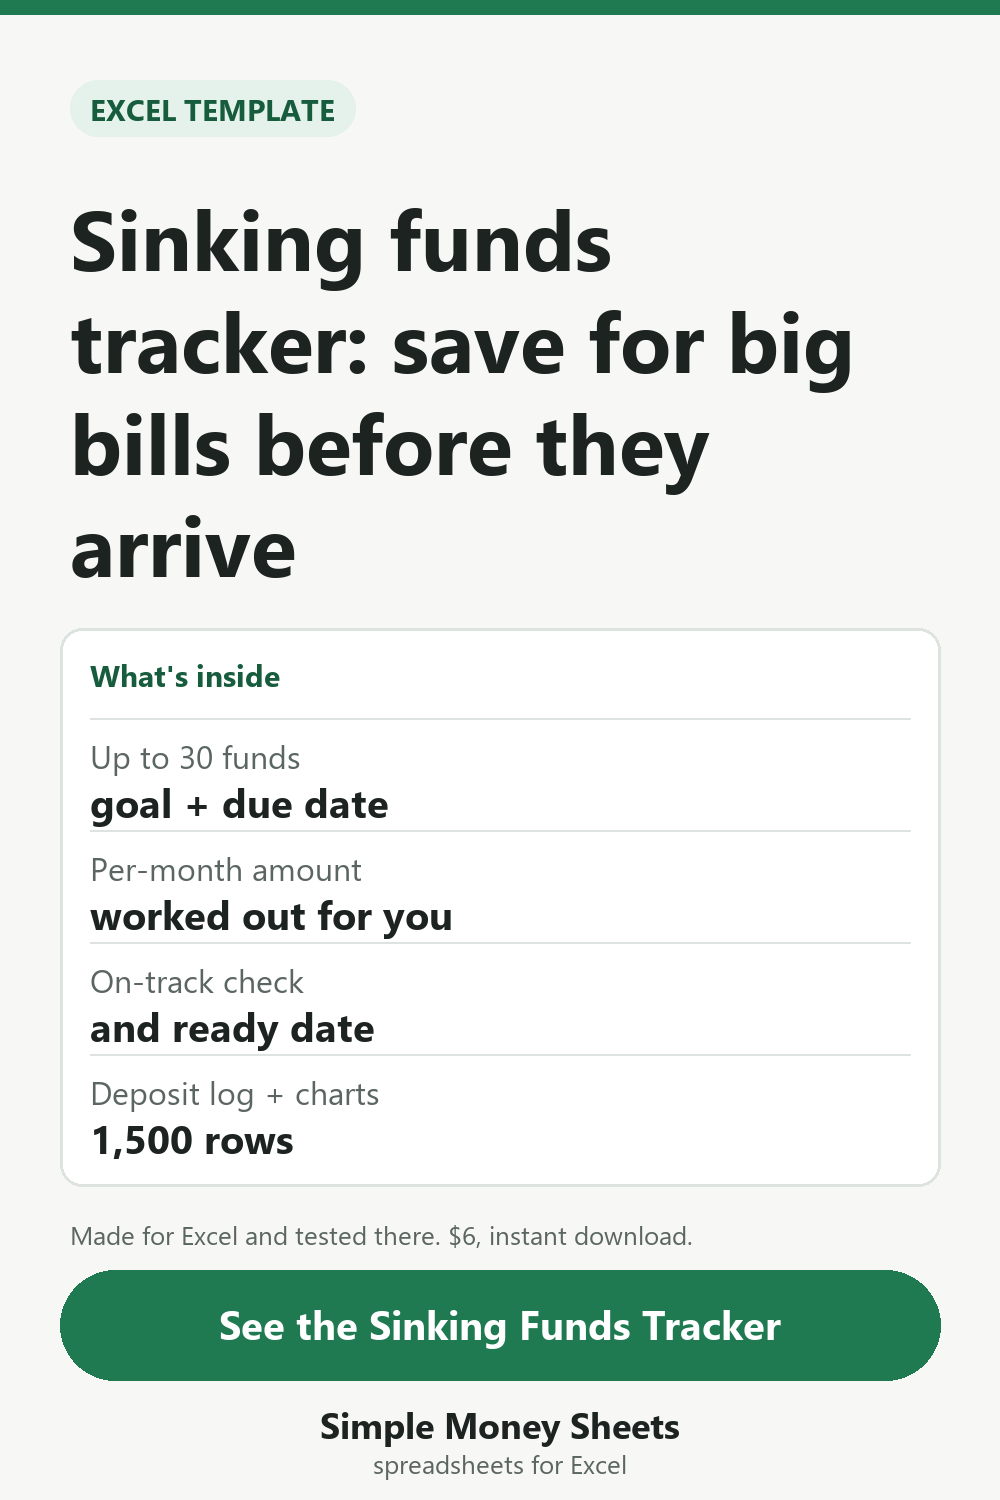 EXCEL TEMPLATE
Sinking funds
tracker: save for big
bills before they
arrive
What's inside
Up to 30 funds
goal + due date
Per-month amount
worked out for you
On-track check
and ready date
Deposit log + charts
1,500 rows
Made for Excel and tested there. $6, instant download.
See the Sinking Funds Tracker
Simple Money Sheets
spreadsheets for Excel